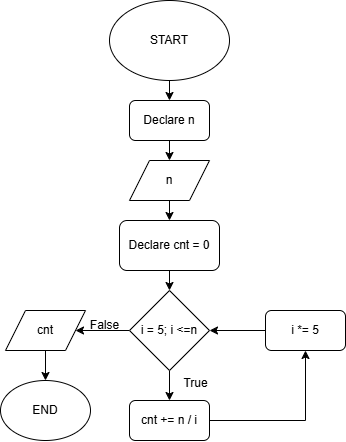 START
Declare n
n
Declare cnt = 0
i = 5; i <=n
False
True
cnt
i *= 5
END
cnt += n / i